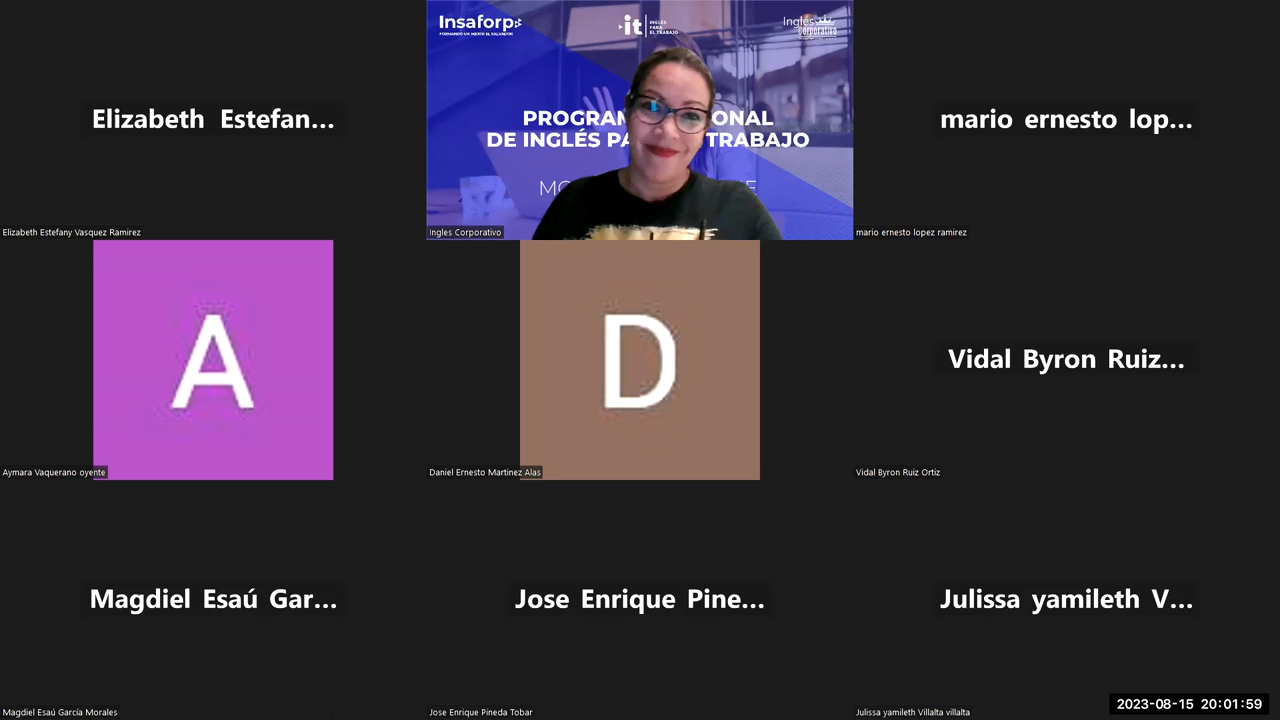 Elizabeth Estefan...
Elizabeth Estefany Vasquez Ramirez
Insaforp
FORMANDO UN MEJOR EL SALVADOR
it
INGLÉS
PARA
EL TRABAJO
Inglés
Corporativo
PROGRAM ONAL
DE INGLÉS PA TRABAJO
MO E
Ingles Corporativo
mario ernesto lop...
mario ernesto lopez ramirez
A
Aymara Vaquerano oyente
D
Daniel Ernesto Martinez Alas
Vidal Byron Ruiz...
Vidal Byron Ruiz Ortiz
Magdiel Esaú Gar...
Magdiel Esaú García Morales
Jose Enrique Pine...
Jose Enrique Pineda Tobar
Julissa yamileth V...
Julissa yamileth Villalta villalta
2023-08-15 20:01:59